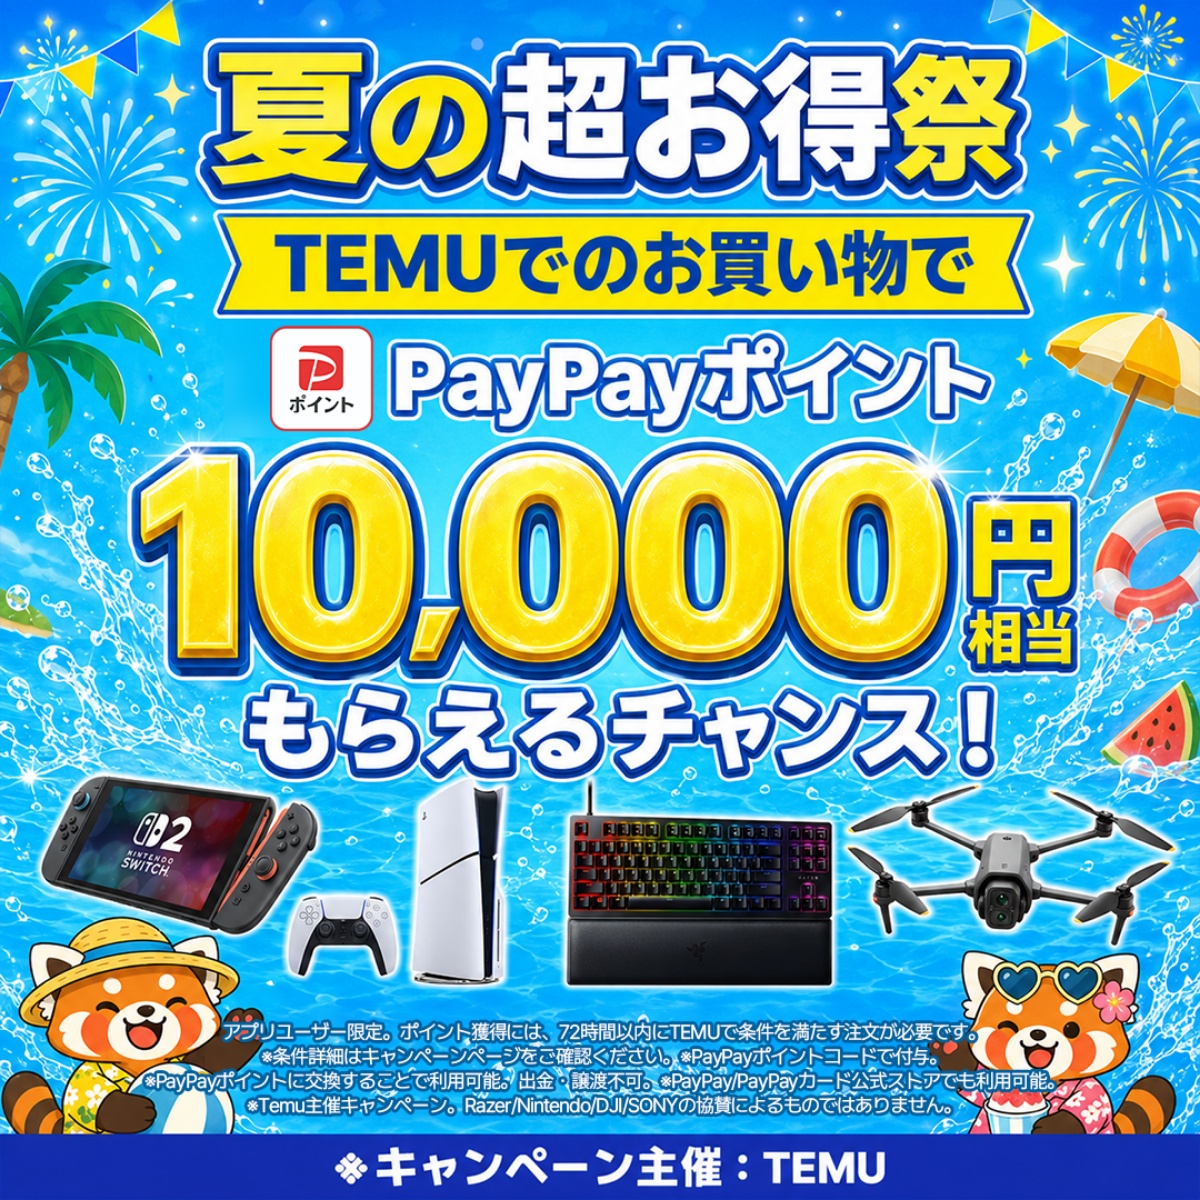 夏の超お得祭
TEMUでのお買い物で
ポイント
PayPayポイント
10,000円相当
もらえるチャンス!
2
NINTENDO
SWITCH
RAZER
アプリユーザー限定。ポイント獲得には、72時間以内にTEMUで条件を満たす注文が必要です。
※条件詳細はキャンペーンページをご確認ください。※PayPayポイントコードで付与。
※PayPayポイントに交換することで利用可能。出金・譲渡不可。※PayPay/PayPayカード公式ストアでも利用可能。
※Temu主催キャンペーン。Razer/Nintendo/DJI/SONYの協賛によるものではありません。
※キャンペーン主催：TEMU